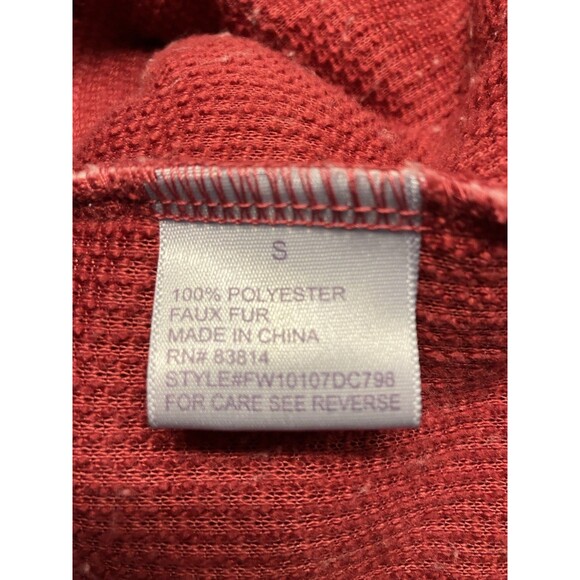 S
100% POLYESTER
FAUX FUR
MADE IN CHINA
RN# 83814
STYLE#FW10107DC798
FOR CARE SEE REVERSE